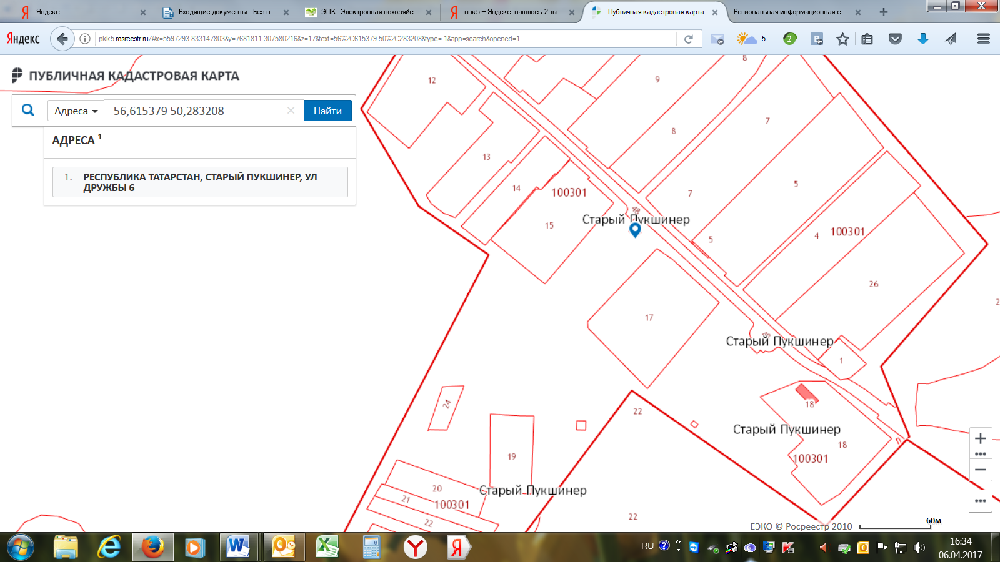 Яндекс
Входящие документы : Без н...
ЭПК - Электронная похозяйс...
ппк5 – Яндекс: нашлось 2 ты...
Публичная кадастровая карта
Региональная информационная с...
Яндекс
pkk5.rosreestr.ru/#x=5597293.833147803&y=7681811.307580216&z=17&text=56%2C615379 50%2C283208&type=-1&app=search&opened=1
5
2
ПУБЛИЧНАЯ КАДАСТРОВАЯ КАРТА
Адреса
56,615379 50,283208
Найти
АДРЕСА 1
1. РЕСПУБЛИКА ТАТАРСТАН, СТАРЫЙ ПУКШИНЕР, УЛ
ДРУЖБЫ 6
8
12
9
7
8
13
5
14
100301
7
48
Старый Пукшинер
15
5
4
100301
26
2
17
Старый Пукшинер
1
24
22
18
Старый Пукшинер
18
100301
19
20
Старый Пукшинер
21
100301
22
22
60м
ЕЭКО © Росреестр 2010
RU
16:34
06.04.2017